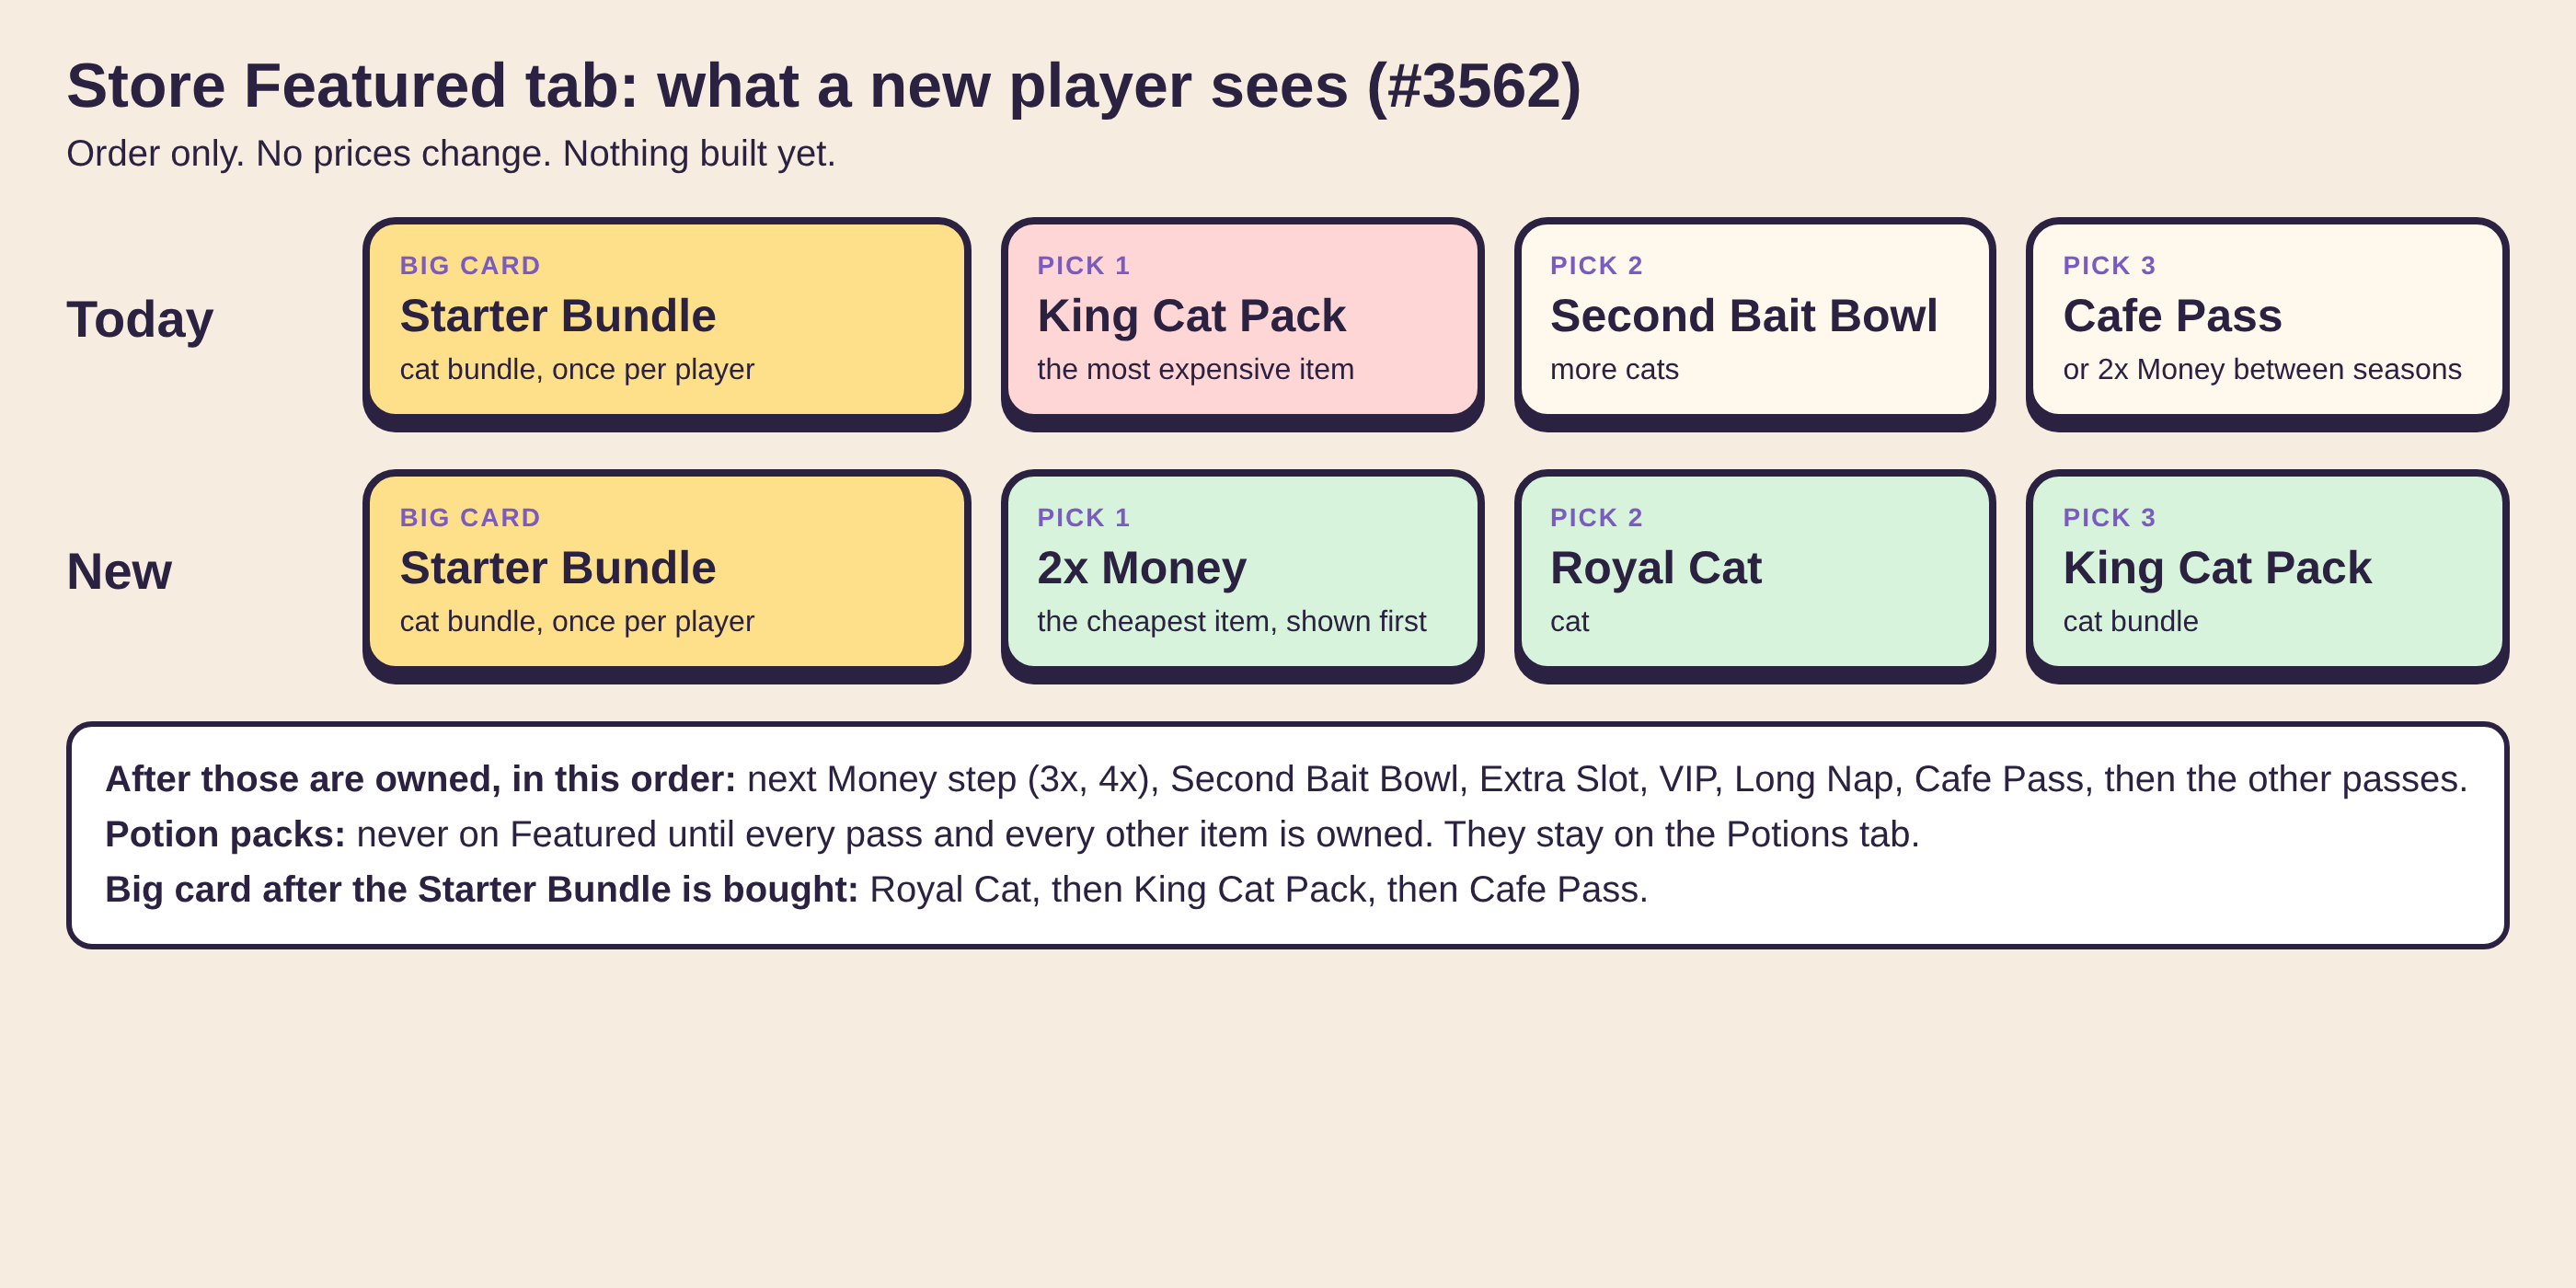 Store Featured tab: what a new player sees (#3562)
Order only. No prices change. Nothing built yet.
Today
BIG CARD
Starter Bundle
cat bundle, once per player
PICK 1
King Cat Pack
the most expensive item
PICK 2
Second Bait Bowl
more cats
PICK 3
Cafe Pass
or 2x Money between seasons
New
BIG CARD
Starter Bundle
cat bundle, once per player
PICK 1
2x Money
the cheapest item, shown first
PICK 2
Royal Cat
cat
PICK 3
King Cat Pack
cat bundle
After those are owned, in this order: next Money step (3x, 4x), Second Bait Bowl, Extra Slot, VIP, Long Nap, Cafe Pass, then the other passes.
Potion packs: never on Featured until every pass and every other item is owned. They stay on the Potions tab.
Big card after the Starter Bundle is bought: Royal Cat, then King Cat Pack, then Cafe Pass.